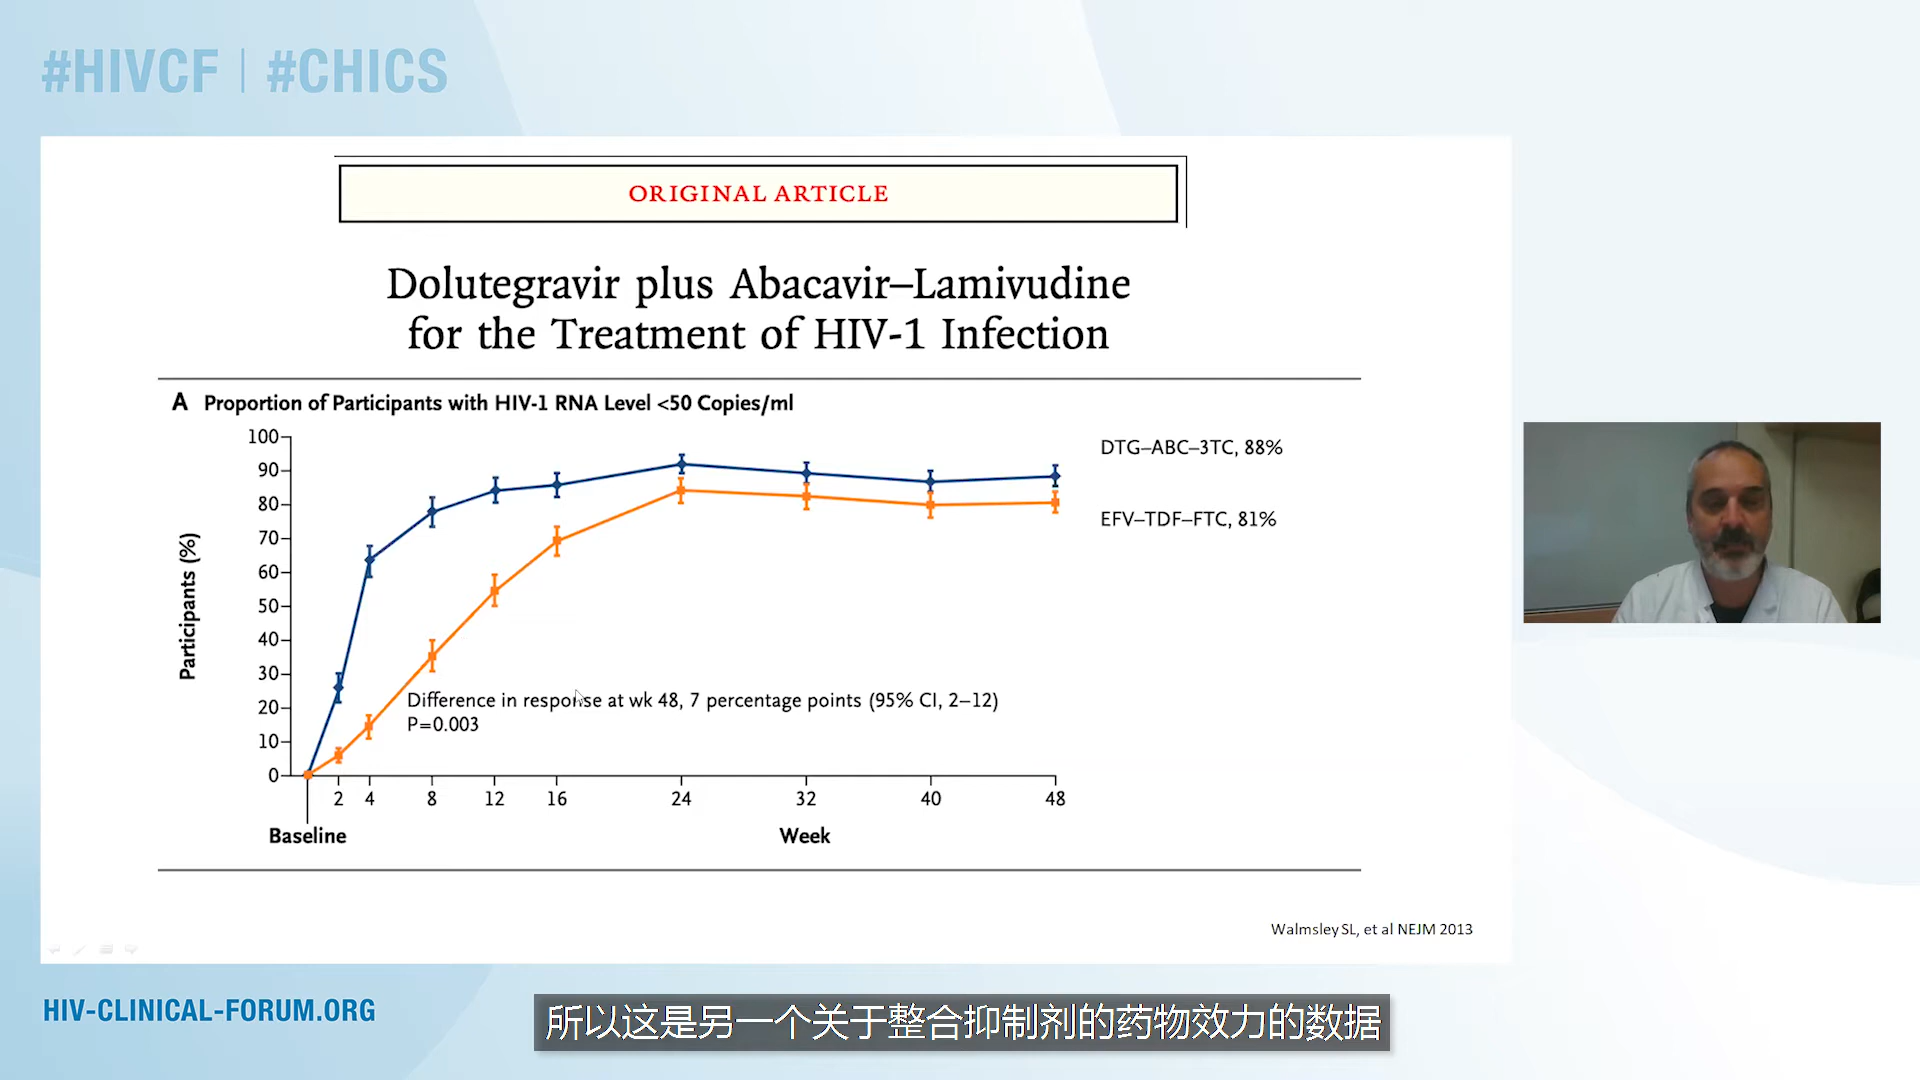 #HIVCF | #CHICS
ORIGINAL ARTICLE
Dolutegravir plus Abacavir–Lamivudine
for the Treatment of HIV-1 Infection
A Proportion of Participants with HIV-1 RNA Level <50 Copies/ml
100
90
80
70
60
50
40
30
20
10
0
Participants (%)
DTG–ABC–3TC, 88%
EFV–TDF–FTC, 81%
Difference in response at wk 48, 7 percentage points (95% CI, 2–12)
P=0.003
2 4 8 12 16 24 32 40 48
Baseline
Week
Walmsley SL, et al NEJM 2013
HIV-CLINICAL-FORUM.ORG
所以这是另一个关于整合抑制剂的药物效力的数据